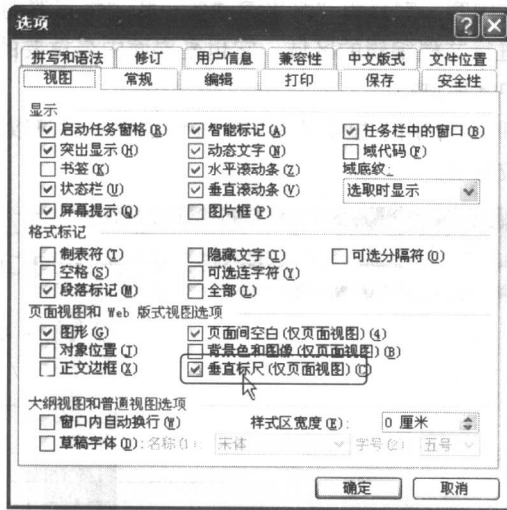 选项
拼写和语法 修订 用户信息 兼容性 中文版式 文件位置
视图 常规 编辑 打印 保存 安全性
显示
启动任务窗格(R) 智能标记(A) 任务栏中的窗口(B)
突出显示(H) 动态文字(N) 域代码(F)
书签(K) 水平滚动条(Z) 域底纹:
状态栏(U) 垂直滚动条(V) 选取时显示
屏幕提示(Q) 图片框(P)
格式标记
制表符(T) 隐藏文字(I) 可选分隔符(O)
空格(S) 可选连字符(Y)
段落标记(M) 全部(L)
页面视图和 Web 版式视图选项
图形(G) 页面间空白(仅页面视图)(4)
对象位置(J) 背景色和图像(仅页面视图)(B)
正文边框(X) 垂直标尺(仅页面视图)(C)
大纲视图和普通视图选项
窗口内自动换行(W) 样式区宽度(E): 0 厘米
草稿字体(D): 名称(1): 宋体 字号(2): 五号
确定 取消